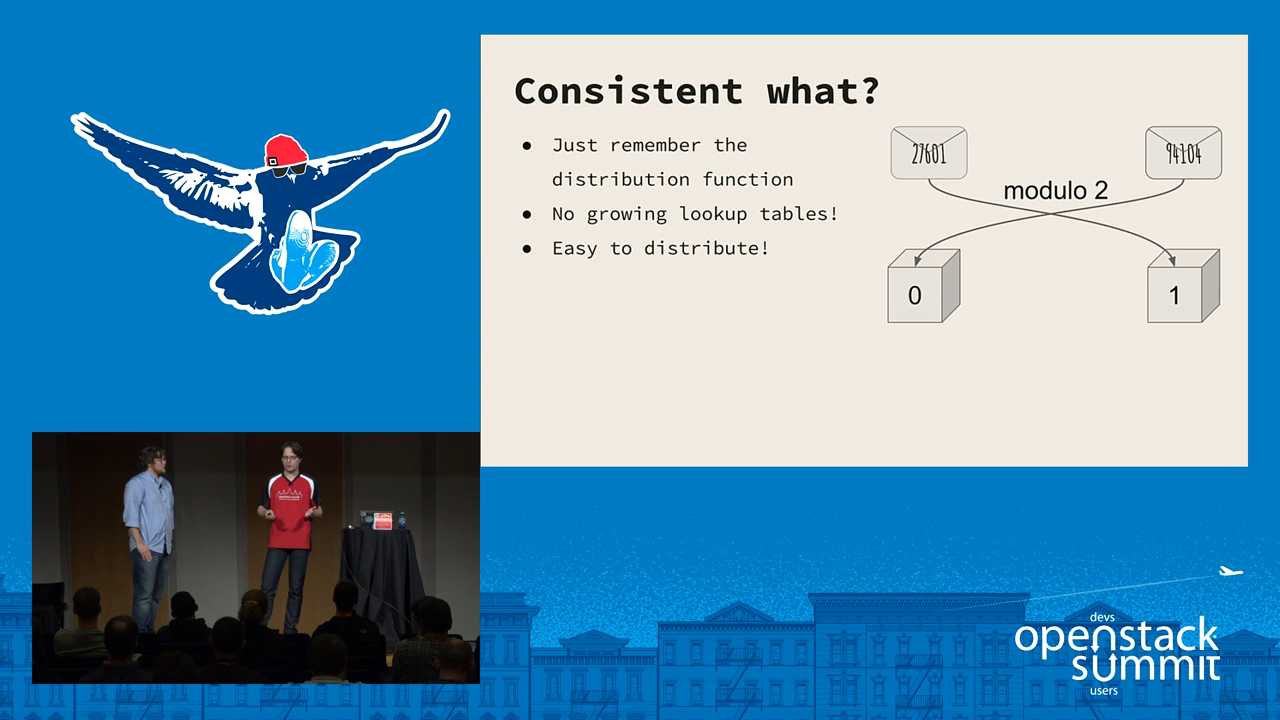 Consistent what?
● Just remember the
distribution function
● No growing lookup tables!
● Easy to distribute!
27601
94104
modulo 2
0
1
devs
openstack
summit
users